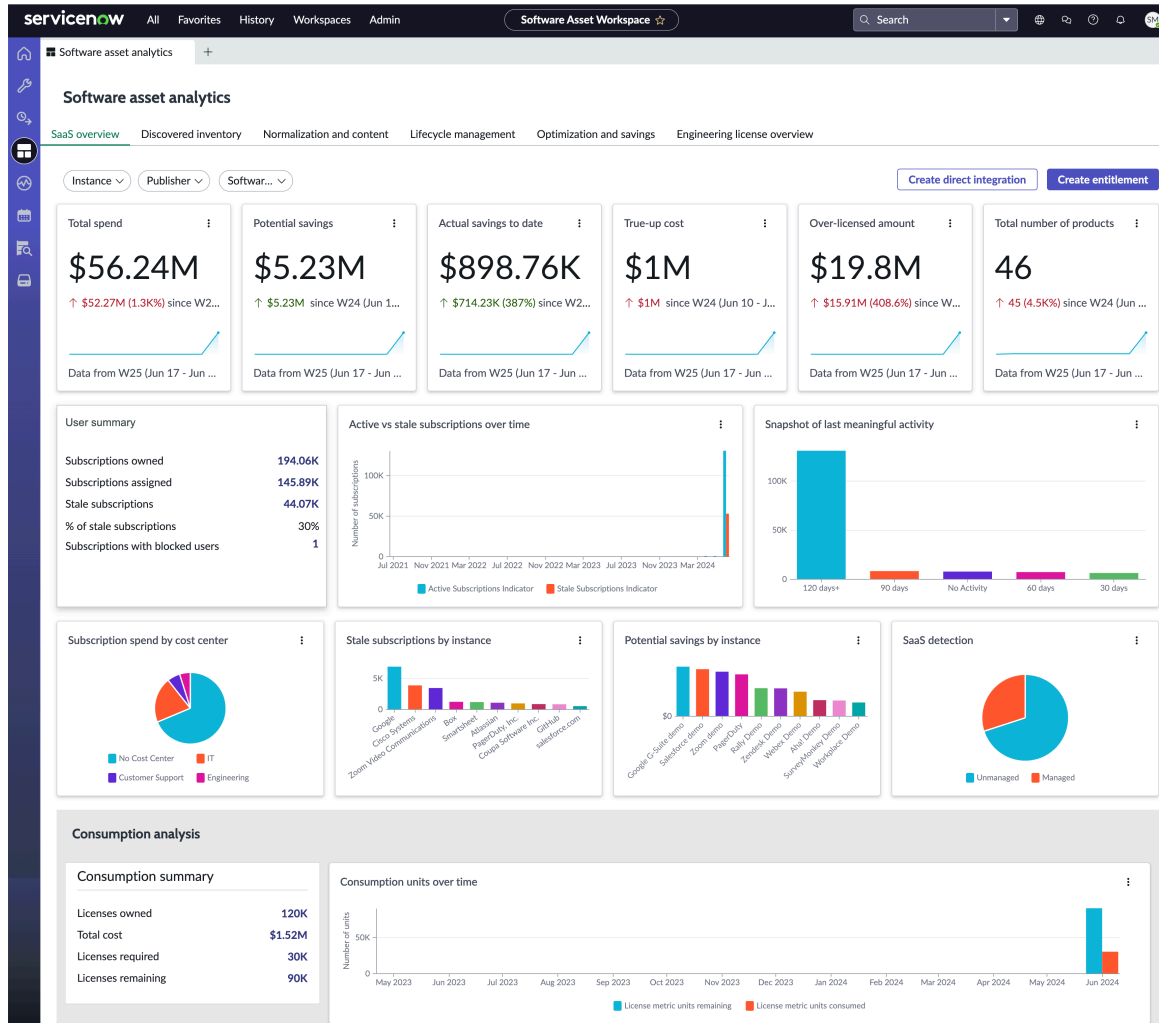 servicenow All Favorites History Workspaces Admin Software Asset Workspace Search SM
Software asset analytics
Software asset analytics
SaaS overview Discovered inventory Normalization and content Lifecycle management Optimization and savings Engineering license overview
Instance Publisher Softwar... Create direct integration Create entitlement
Total spend
$56.24M
$52.27M (1.3K%) since W2...
Data from W25 (Jun 17 - Jun ...
Potential savings
$5.23M
$5.23M since W24 (Jun 1...
Data from W25 (Jun 17 - Jun ...
Actual savings to date
$898.76K
$714.23K (387%) since W2...
Data from W25 (Jun 17 - Jun ...
True-up cost
$1M
$1M since W24 (Jun 10 - J...
Data from W25 (Jun 17 - Jun ...
Over-licensed amount
$19.8M
$15.91M (408.6%) since W...
Data from W25 (Jun 17 - Jun ...
Total number of products
46
45 (4.5K%) since W24 (Jun ...
Data from W25 (Jun 17 - Jun ...
User summary
Subscriptions owned 194.06K
Subscriptions assigned 145.89K
Stale subscriptions 44.07K
% of stale subscriptions 30%
Subscriptions with blocked users 1
Active vs stale subscriptions over time
Number of subscriptions
100K
50K
0
Jul 2021 Nov 2021 Mar 2022 Jul 2022 Nov 2022 Mar 2023 Jul 2023 Nov 2023 Mar 2024
Active Subscriptions Indicator Stale Subscriptions Indicator
Snapshot of last meaningful activity
100K
50K
0
120 days+ 90 days No Activity 60 days 30 days
Subscription spend by cost center
No Cost Center IT
Customer Support Engineering
Stale subscriptions by instance
5K
0
Google
Cisco Systems
Zoom Video Communications
Box
Smartsheet
Atlassian
PagerDuty, Inc.
Coupa Software Inc.
GitHub
salesforce.com
Potential savings by instance
$0
Google G-Suite demo
Salesforce demo
Zoom demo
PagerDuty
Rally Demo
Zendesk Demo
Webex Demo
Aha! Demo
SurveyMonkey Demo
Workplace Demo
SaaS detection
Unmanaged Managed
Consumption analysis
Consumption summary
Licenses owned 120K
Total cost $1.52M
Licenses required 30K
Licenses remaining 90K
Consumption units over time
Number of units
50K
0
May 2023 Jun 2023 Jul 2023 Aug 2023 Sep 2023 Oct 2023 Nov 2023 Dec 2023 Jan 2024 Feb 2024 Mar 2024 Apr 2024 May 2024 Jun 2024
License metric units remaining License metric units consumed